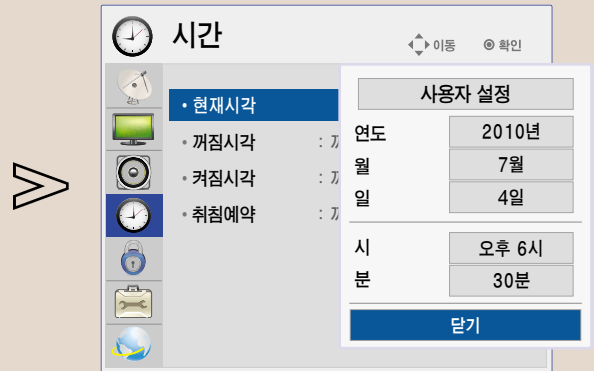 시간
이동 확인
현재시각
꺼짐시각 :
켜짐시각 :
취침예약 :
사용자 설정
연도 2010년
월 7월
일 4일
시 오후 6시
분 30분
닫기